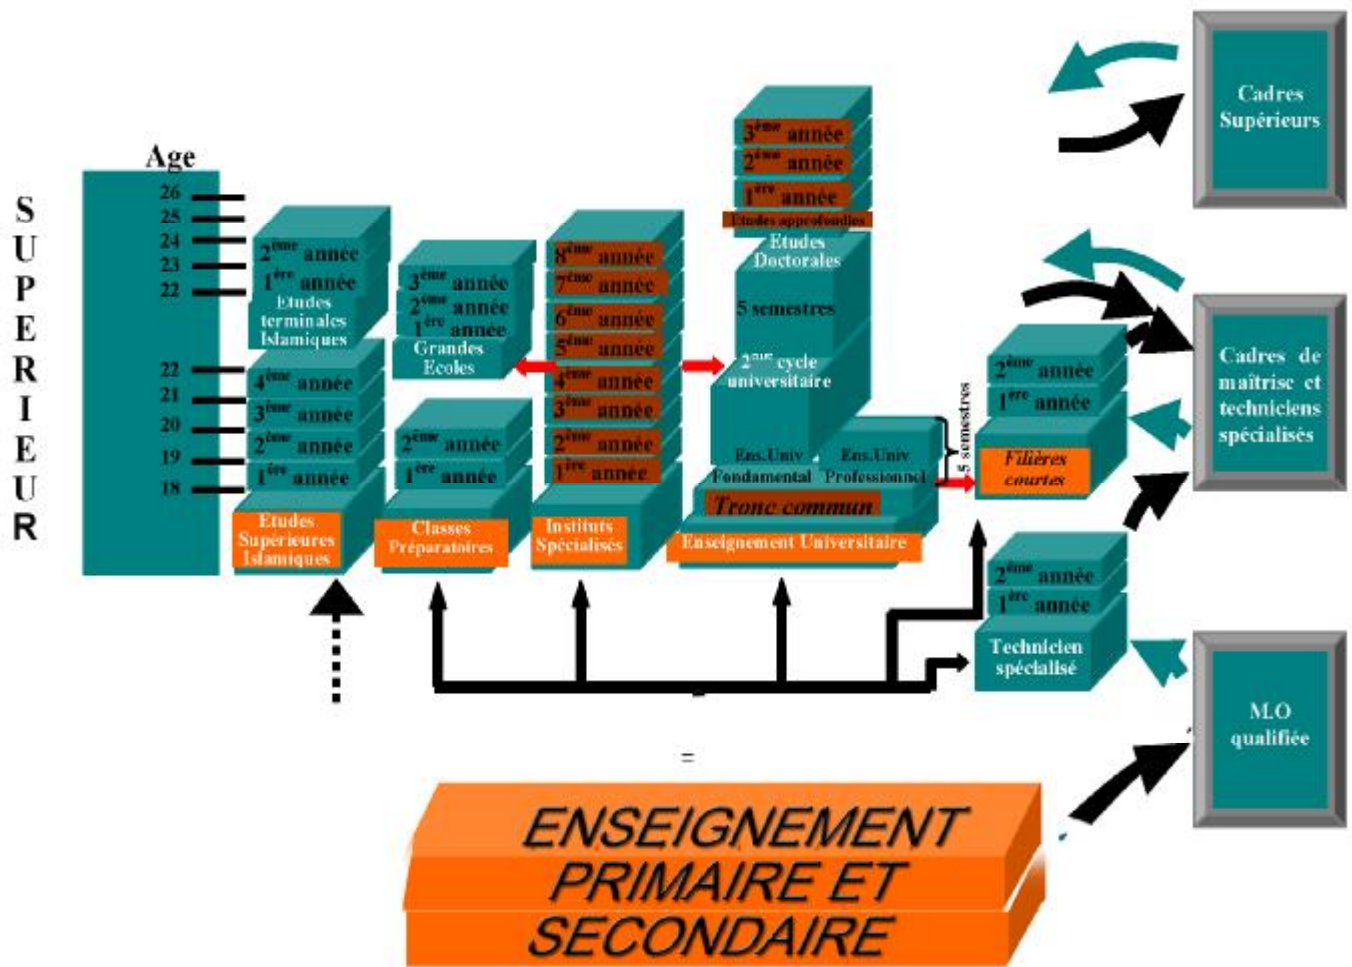 SUPERIEUR
Age
26
25
24
23
22
22
21
20
19
18
2ème année
1ère année
Etudes
terminales
Islamiques
4ème année
3ème année
2ème année
1ère année
Etudes
Supérieures
Islamiques
3ème année
2ème année
1ère année
Grandes
Ecoles
2ème année
1ère année
Classes
Préparatoires
8ème année
7ème année
6ème année
5ème année
4ème année
3ème année
2ème année
1ère année
Instituts
Spécialisés
3ème année
2ème année
1ère année
Etudes approfondies
Etudes
Doctorales
5 semestres
2ème cycle
universitaire
Ens.Univ
Fondamental
Ens.Univ
Professionnel
Tronc commun
Enseignement Universitaire
5 semestres
2ème année
1ère année
Filières
courtes
2ème année
1ère année
Technicien
spécialisé
Cadres
Supérieurs
Cadres de
maîtrise et
techniciens
spécialisés
M.O
qualifiée
=
ENSEIGNEMENT
PRIMAIRE ET
SECONDAIRE